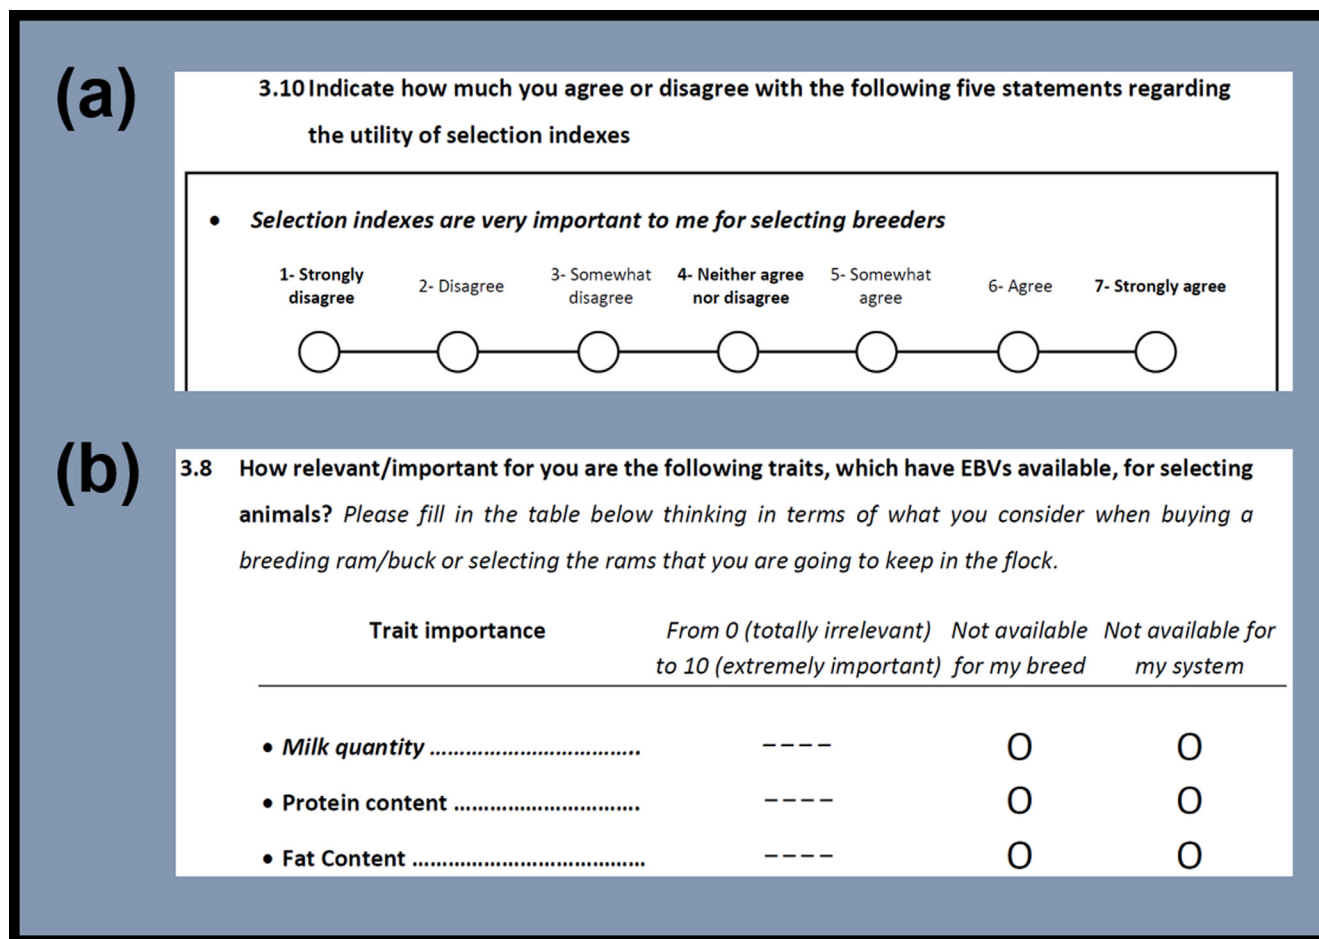 (a)
3.10 Indicate how much you agree or disagree with the following five statements regarding
the utility of selection indexes
• Selection indexes are very important to me for selecting breeders
1- Strongly disagree 2- Disagree 3- Somewhat disagree 4- Neither agree nor disagree 5- Somewhat agree 6- Agree 7- Strongly agree
(b)
3.8 How relevant/important for you are the following traits, which have EBVs available, for selecting
animals? Please fill in the table below thinking in terms of what you consider when buying a
breeding ram/buck or selecting the rams that you are going to keep in the flock.
Trait importance From 0 (totally irrelevant) Not available Not available for
to 10 (extremely important) for my breed my system
• Milk quantity …………………………….. ---- O O
• Protein content …………………………. ---- O O
• Fat Content ………………………………… ---- O O